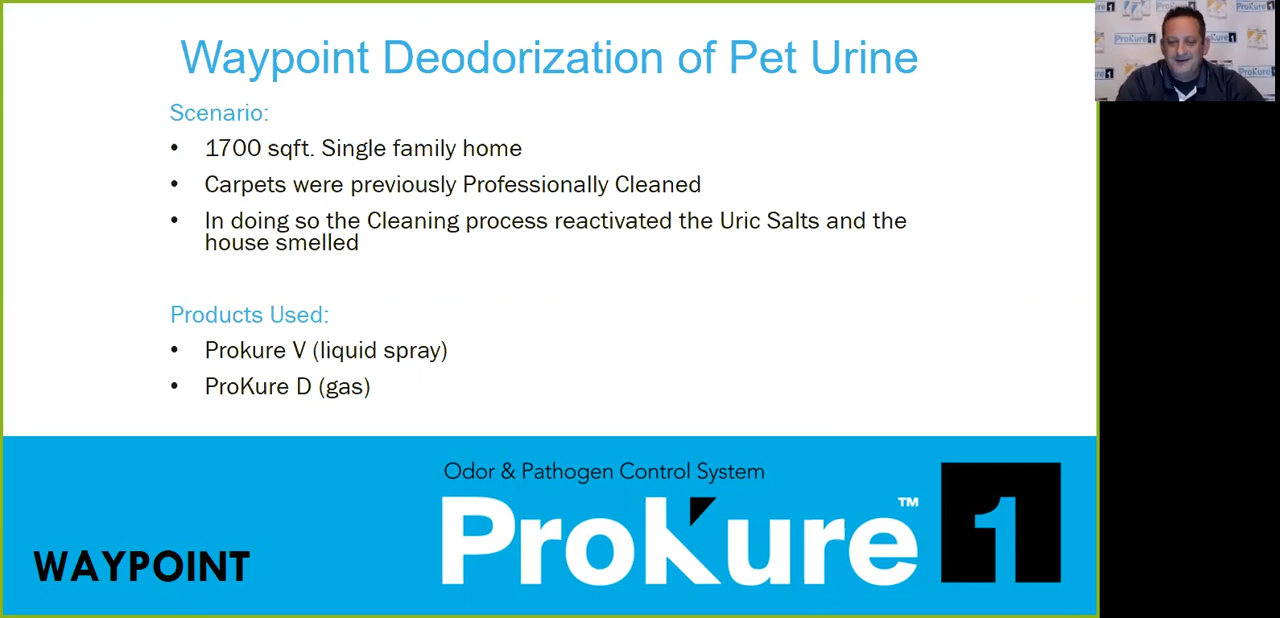 Waypoint Deodorization of Pet Urine
Scenario:
• 1700 sqft. Single family home
• Carpets were previously Professionally Cleaned
• In doing so the Cleaning process reactivated the Uric Salts and the
house smelled
Products Used:
• Prokure V (liquid spray)
• ProKure D (gas)
Odor & Pathogen Control System
ProKure™ 1
WAYPOINT
ProKure1